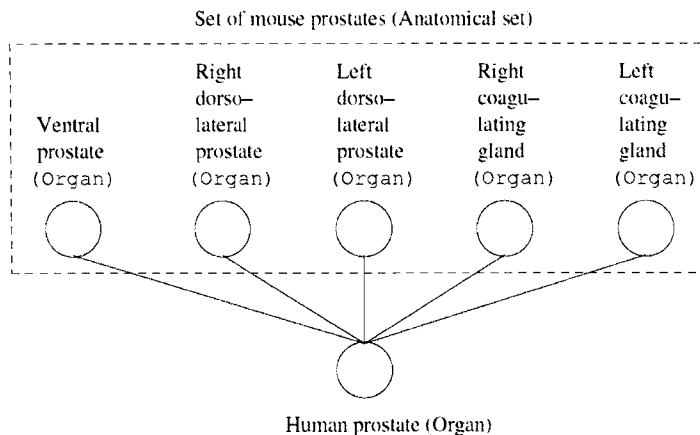 Set of mouse prostates (Anatomical set)
Ventral
prostate
(Organ)
Right
dorso–
lateral
prostate
(Organ)
Left
dorso–
lateral
prostate
(Organ)
Right
coagu–
lating
gland
(Organ)
Left
coagu–
lating
gland
(Organ)
Human prostate (Organ)